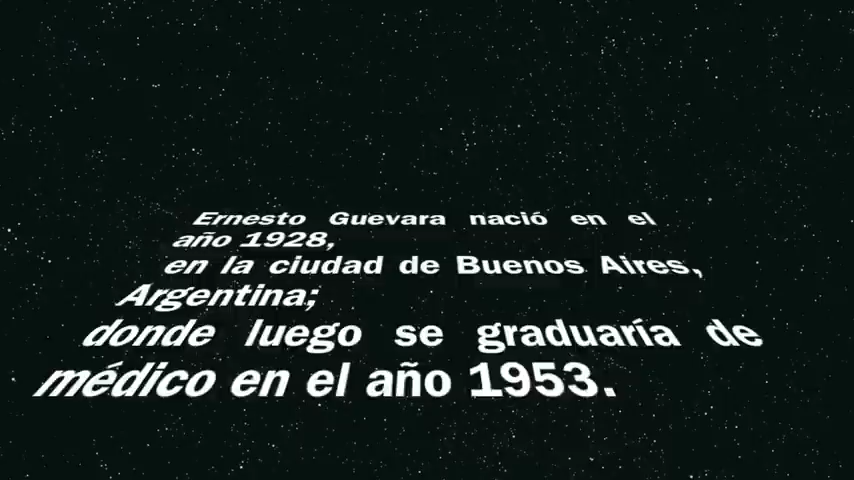 Ernesto Guevara nació en el
año 1928,
en la ciudad de Buenos Aires,
Argentina;
donde luego se graduaría de
médico en el año 1953.